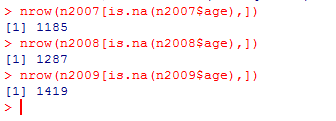 > nrow(n2007[is.na(n2007$age),])
[1] 1185
> nrow(n2008[is.na(n2008$age),])
[1] 1287
> nrow(n2009[is.na(n2009$age),])
[1] 1419
>